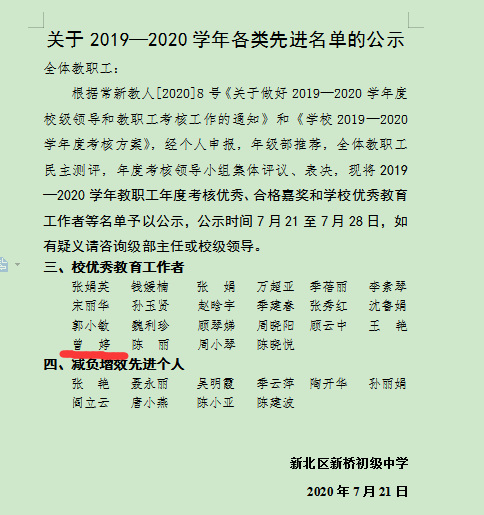 关于 2019—2020 学年各类先进名单的公示
全体教职工：
根据常新教人[2020]8 号《关于做好 2019—2020 学年度
校级领导和教职工考核工作的通知》和《学校 2019—2020
学年度考核方案》，经个人申报，年级部推荐，全体教职工
民主测评，年度考核领导小组集体评议、表决，现将 2019
—2020 学年教职工年度考核优秀、合格嘉奖和学校优秀教育
工作者等名单予以公示，公示时间 7 月 21 至 7 月 28 日，如
有疑义请咨询级部主任或校级领导。
三、校优秀教育工作者
张娟英 钱媛楠 张 娟 万超亚 季蓓丽 李素琴
宋丽华 孙玉贤 赵晗宇 季建春 张秀红 沈鲁娟
郭小敏 魏利珍 顾琴娣 周晓阳 顾云中 王 艳
曾 婷 陈 丽 周小琴 陈晓悦
四、减负增效先进个人
张 艳 聂永丽 吴明霞 季云萍 陶开华 孙丽娟
阎立云 唐小燕 陈小亚 陈建波
新北区新桥初级中学
2020 年 7 月 21 日